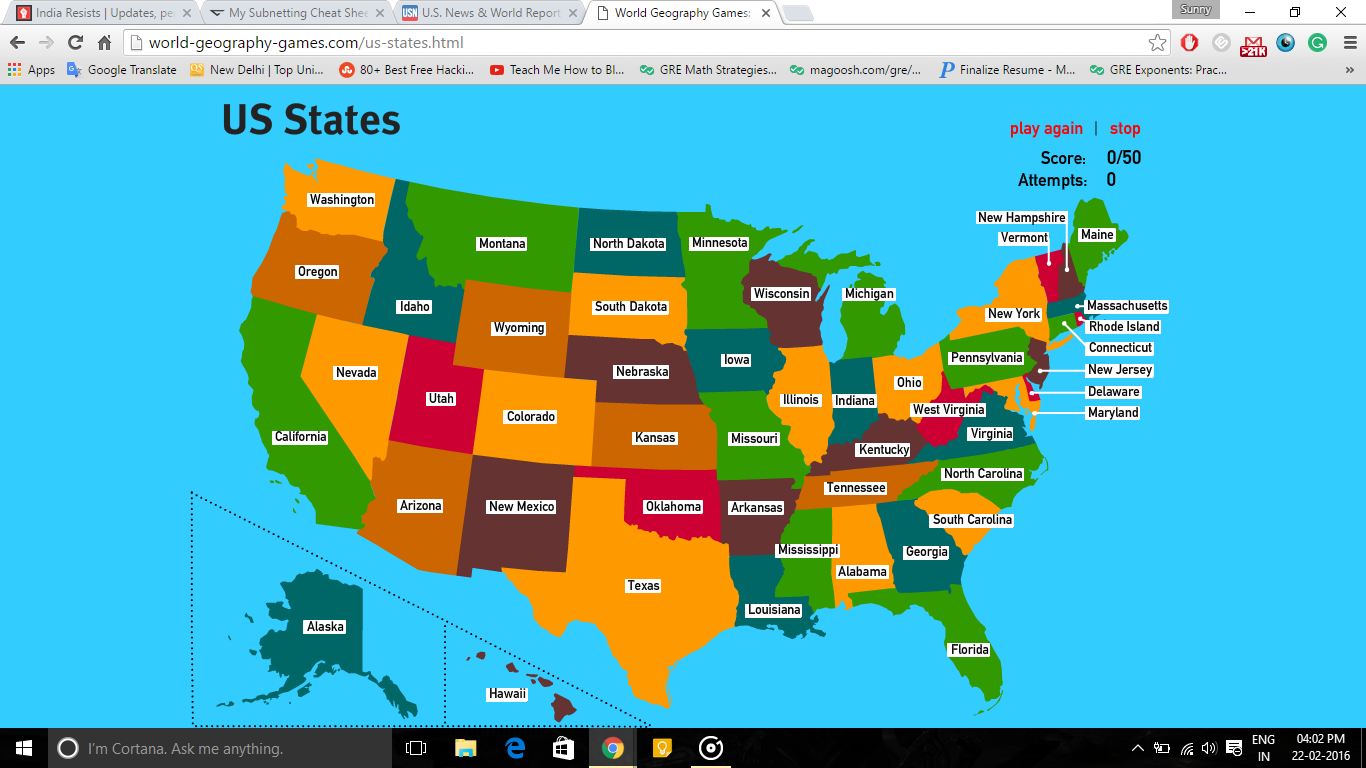 India Resists | Updates, pe
My Subnetting Cheat Shee
USN U.S. News & World Report
World Geography Games:
Sunny
world-geography-games.com/us-states.html
>21K
Apps
Google Translate
New Delhi | Top Uni...
80+ Best Free Hacki...
Teach Me How to Bl...
GRE Math Strategies...
magoosh.com/gre/...
Finalize Resume - M...
GRE Exponents: Prac...
»
US States
play again | stop
Score: 0/50
Attempts: 0
Washington
New Hampshire
Vermont
Maine
Montana
North Dakota
Minnesota
Oregon
Idaho
Wisconsin
Michigan
South Dakota
New York
Massachusetts
Wyoming
Rhode Island
Connecticut
Iowa
Pennsylvania
Nevada
Nebraska
New Jersey
Ohio
Utah
Delaware
Illinois
Indiana
West Virginia
Colorado
Maryland
California
Kansas
Missouri
Virginia
Kentucky
North Carolina
Tennessee
Arizona
New Mexico
Oklahoma
Arkansas
South Carolina
Mississippi
Georgia
Alabama
Texas
Louisiana
Alaska
Florida
Hawaii
I'm Cortana. Ask me anything.
ENG
IN
04:02 PM
22-02-2016